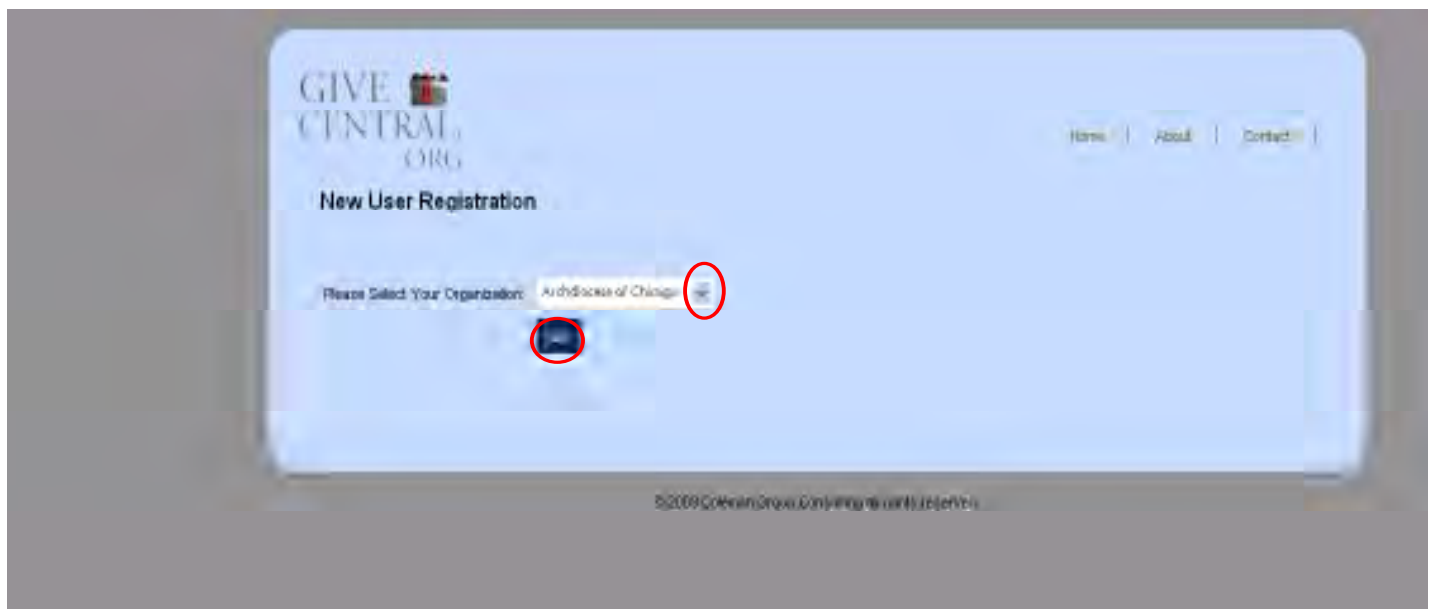 GIVE
CENTRAL
ORG
Home | About | Contact |
New User Registration
Please Select Your Organization: Archdiocese of Chicago